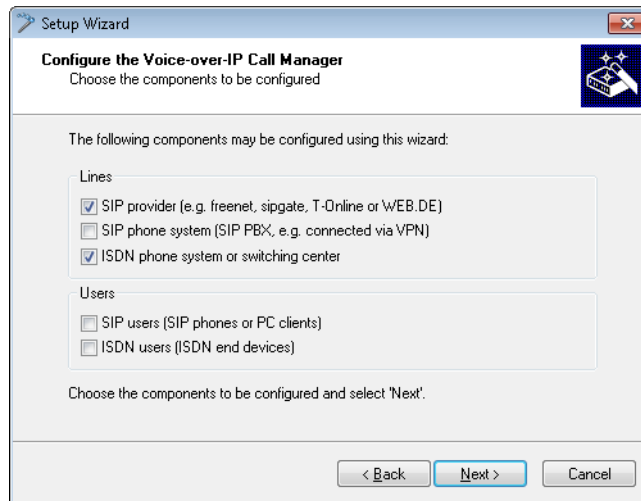 Setup Wizard
Configure the Voice-over-IP Call Manager
Choose the components to be configured
The following components may be configured using this wizard:
Lines
SIP provider (e.g. freenet, sipgate, T-Online or WEB.DE)
SIP phone system (SIP PBX, e.g. connected via VPN)
ISDN phone system or switching center
Users
SIP users (SIP phones or PC clients)
ISDN users (ISDN end devices)
Choose the components to be configured and select 'Next'.
< Back
Next >
Cancel